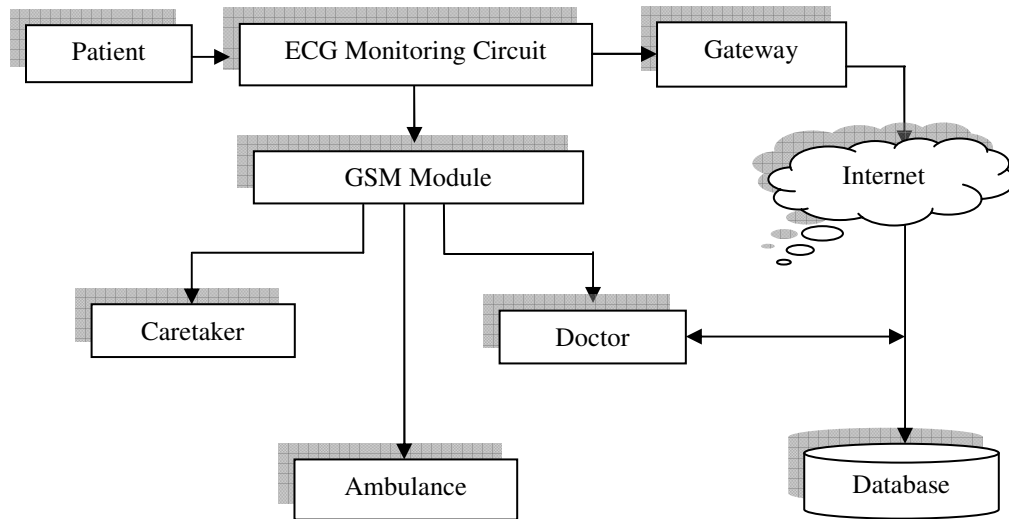 Patient
ECG Monitoring Circuit
Gateway
GSM Module
Internet
Caretaker
Doctor
Ambulance
Database